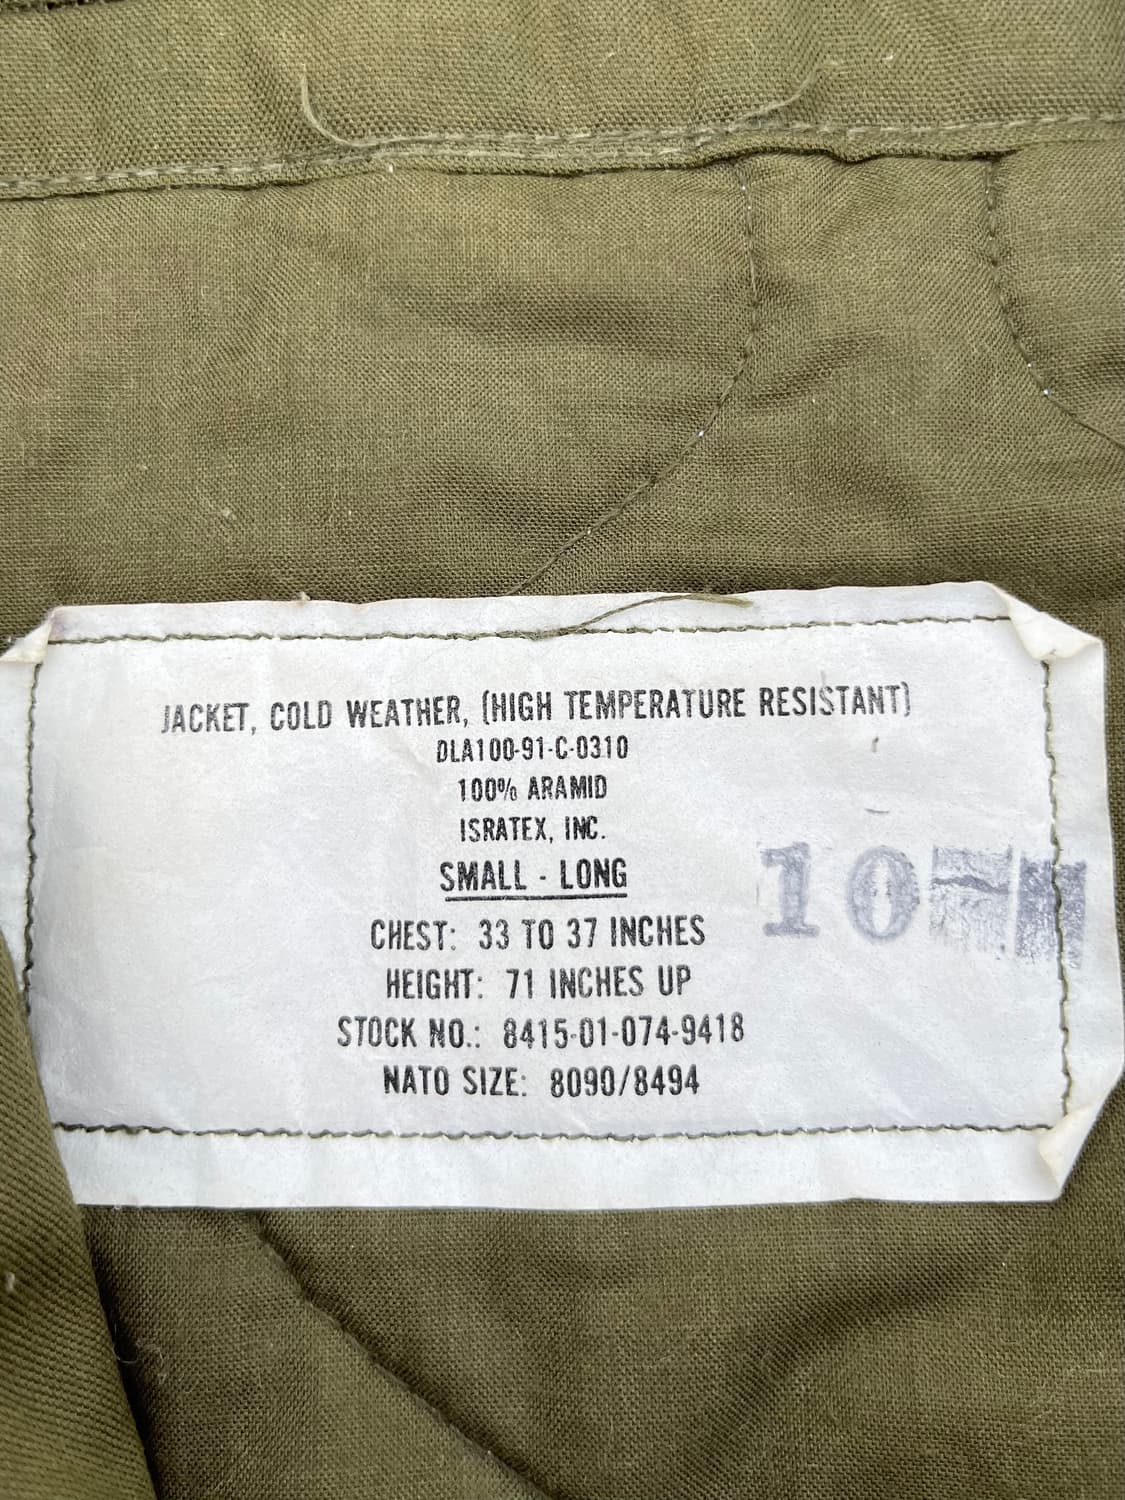 JACKET, COLD WEATHER, (HIGH TEMPERATURE RESISTANT)
DLA100-91-C-0310
100% ARAMID
ISRATEX, INC.
SMALL - LONG
10
CHEST: 33 TO 37 INCHES
HEIGHT: 71 INCHES UP
STOCK NO.: 8415-01-074-9418
NATO SIZE: 8090/8494